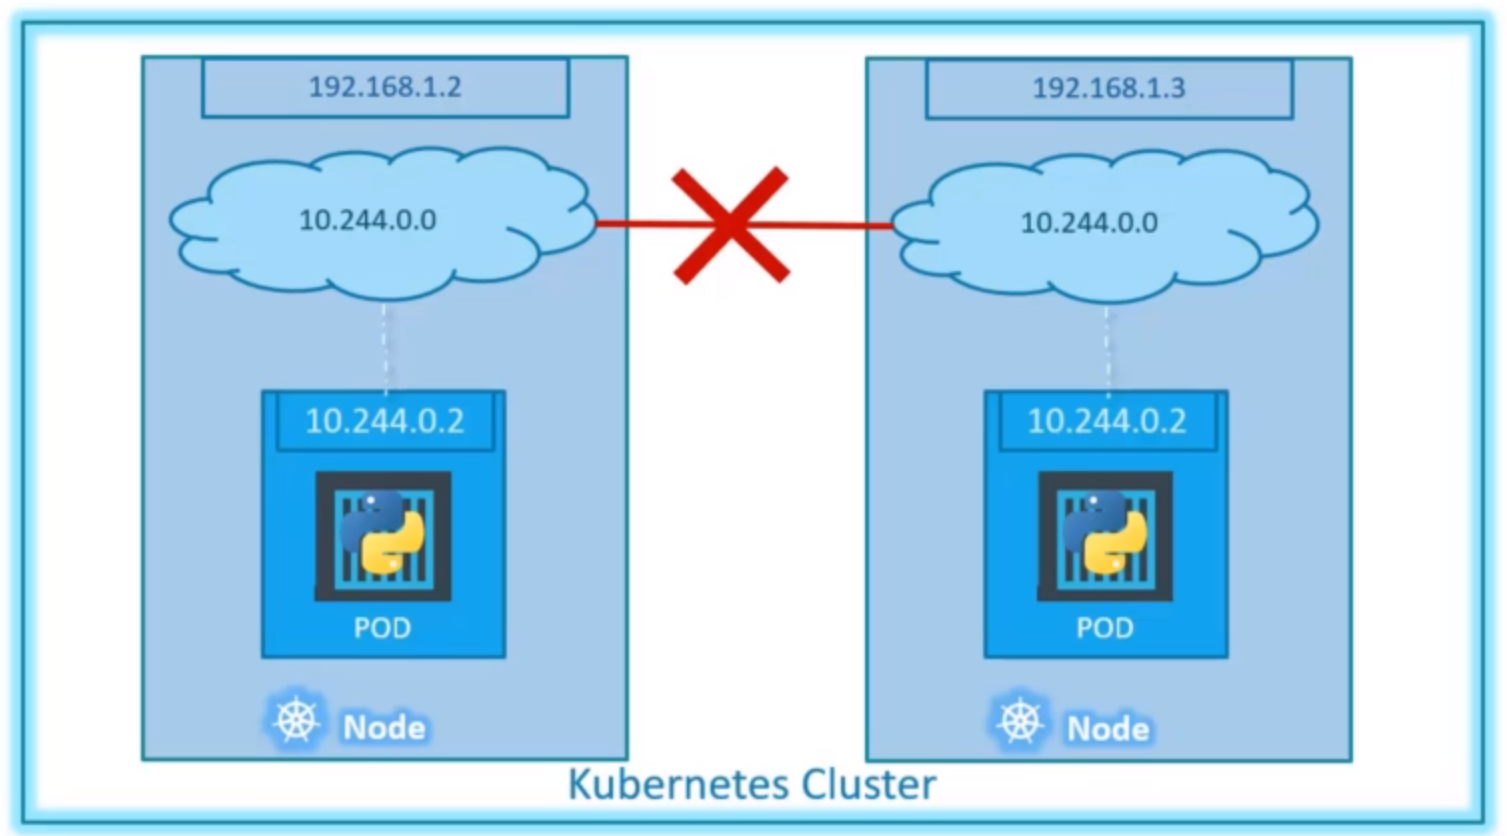 192.168.1.2
192.168.1.3
10.244.0.0
10.244.0.0
10.244.0.2
10.244.0.2
POD
POD
Node
Node
Kubernetes Cluster